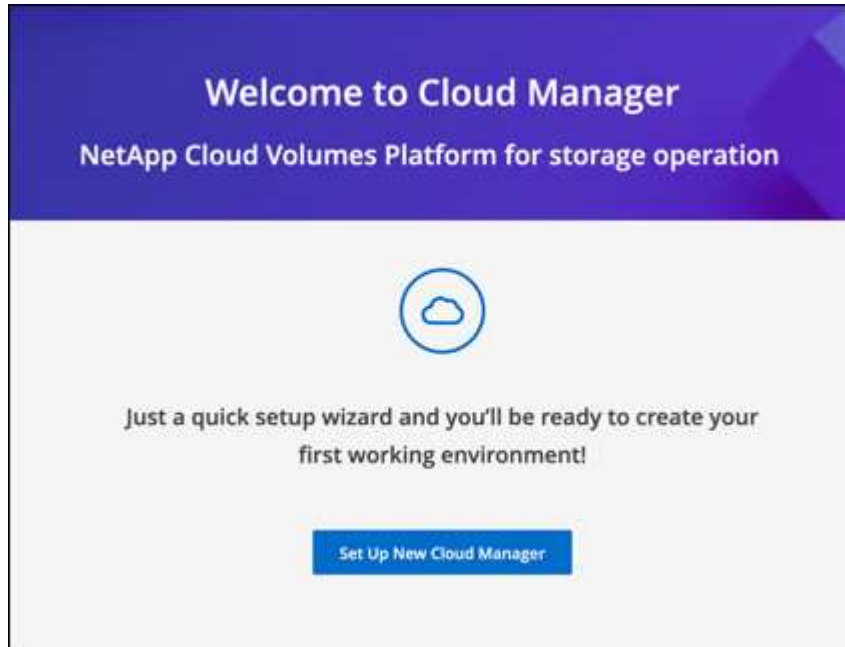 Welcome to Cloud Manager
NetApp Cloud Volumes Platform for storage operation
Just a quick setup wizard and you'll be ready to create your
first working environment!
Set Up New Cloud Manager